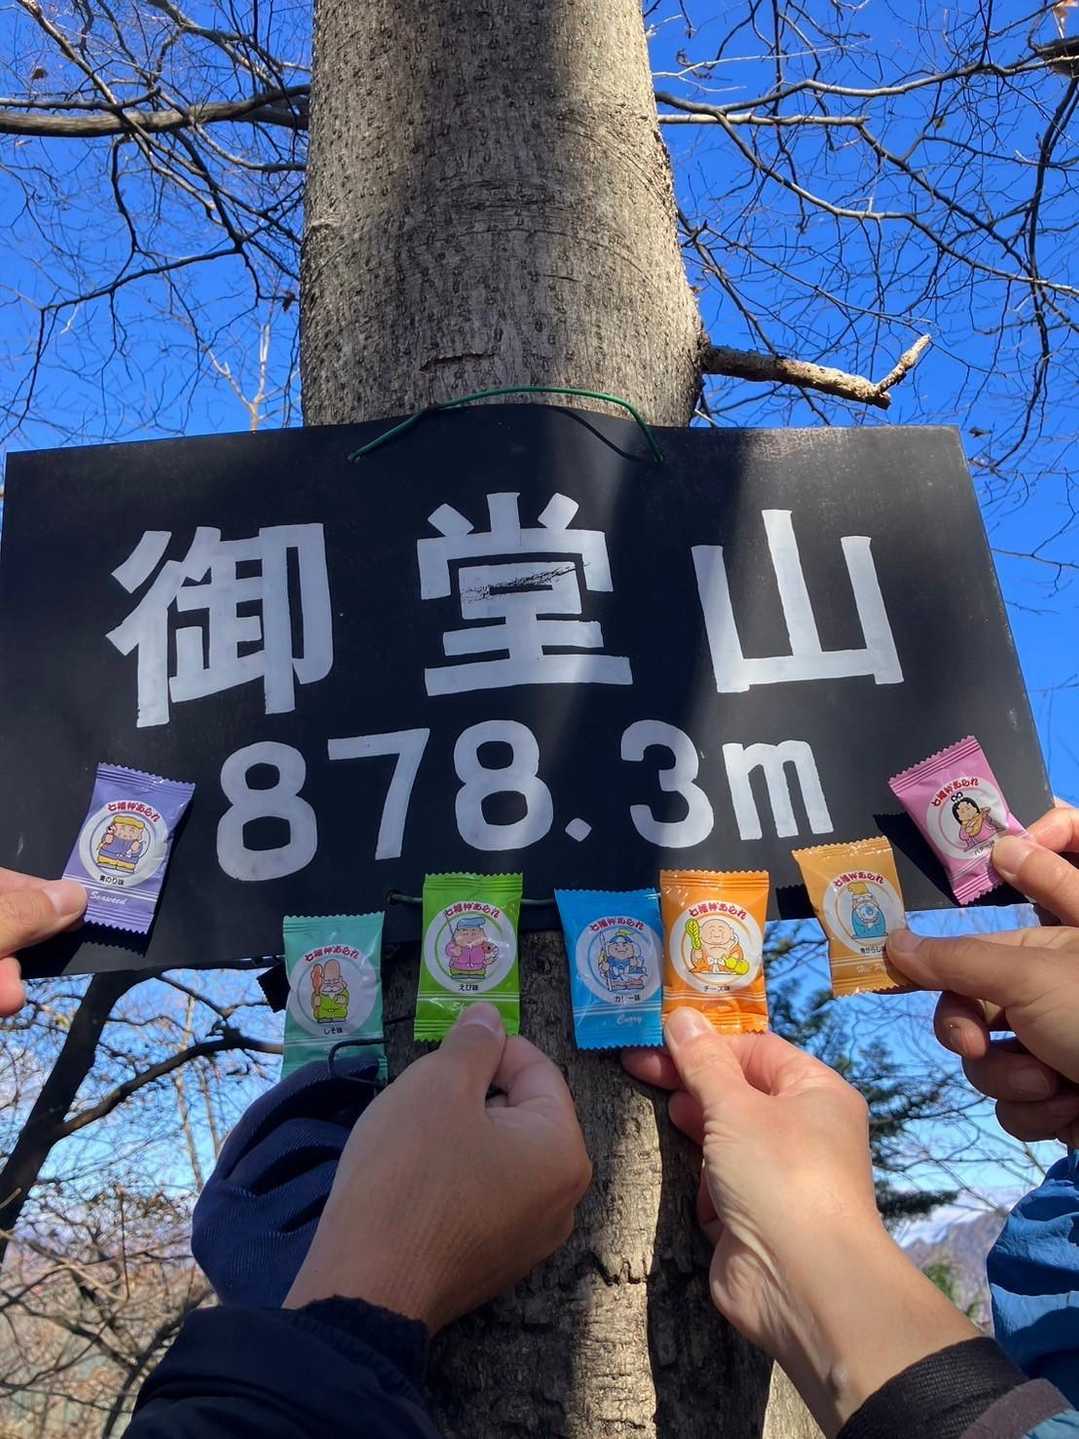 御堂山
878.3m
七福神あられ
青のり味
Seaweed
七福神あられ
しそ味
七福神あられ
えび味
七福神あられ
カレー味
Curry
七福神あられ
チーズ味
七福神あられ
七福神あられ